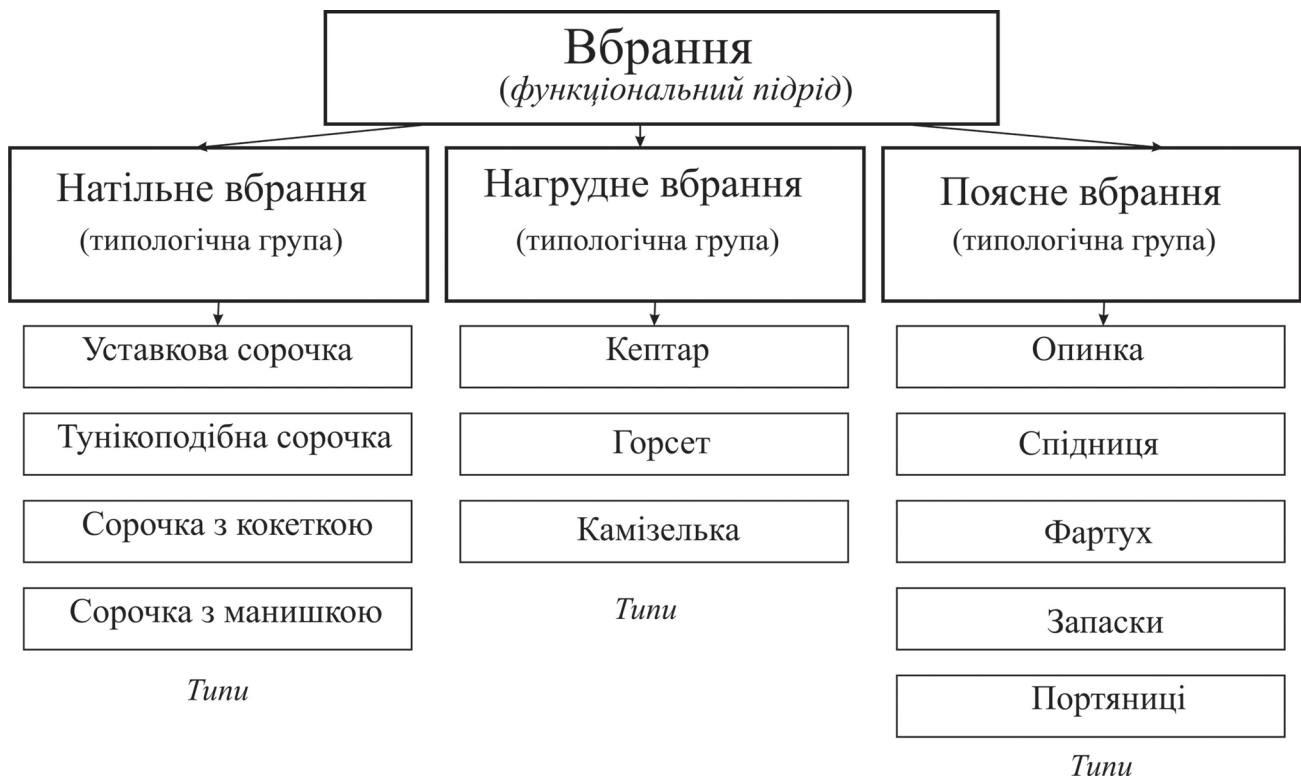 Вбрання
(функціональний підрід)
Натільне вбрання
(типологічна група)
Уставкова сорочка
Тунікоподібна сорочка
Сорочка з кокеткою
Сорочка з манишкою
Типи
Нагрудне вбрання
(типологічна група)
Кептар
Горсет
Камізелька
Типи
Поясне вбрання
(типологічна група)
Опинка
Спідниця
Фартух
Запаски
Портяниці
Типи